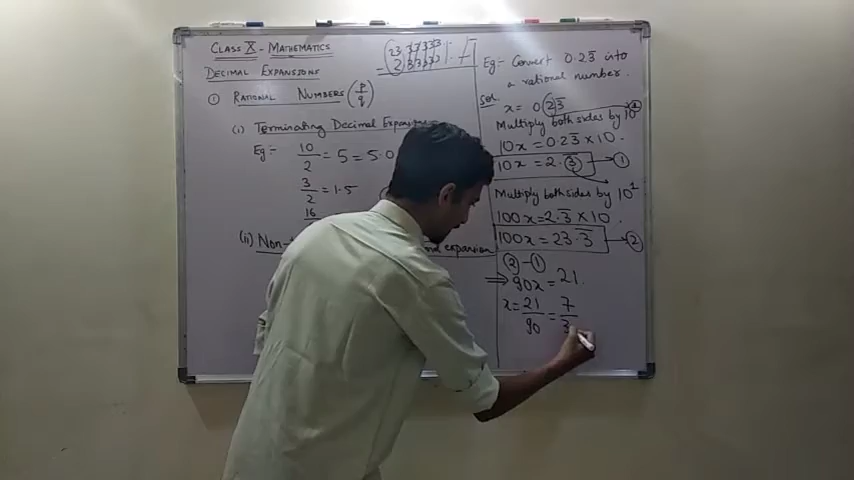 CLASS X - MATHEMATICS
DECIMAL EXPANSIONS
① RATIONAL NUMBERS (p/q)
(i) Terminating Decimal Expansion
Eg:- 10/2 = 5 = 5.0
3/2 = 1.5
16
(ii) Non- expansion
Eg:- Convert 0.23̅ into
a rational number.
Sol. x = 0.23̅
Multiply both sides by 10¹
10x = 0.23̅ × 10.
10x = 2.3̅ → ①
Multiply both sides by 10¹
100x = 2.3̅ × 10.
100x = 23.3̅ → ②
② - ①
⇒ 90x = 21.
x = 21/90 = 7/3